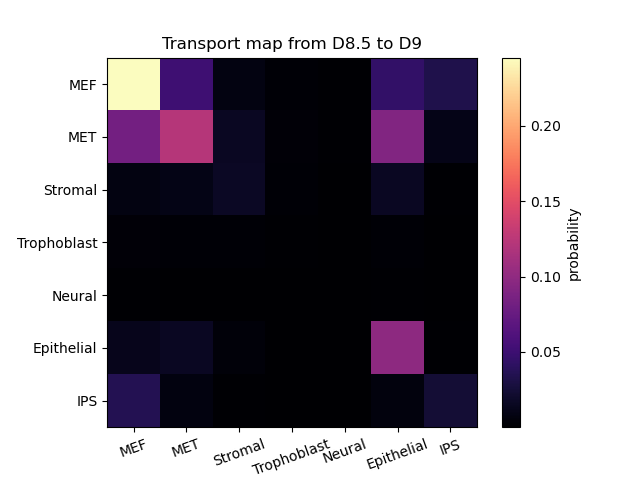 Transport map from D8.5 to D9
MEF
MET
Stromal
Trophoblast
Neural
Epithelial
IPS
MEF MET Stromal Trophoblast Neural Epithelial IPS
0.20
0.15
0.10
0.05
probability